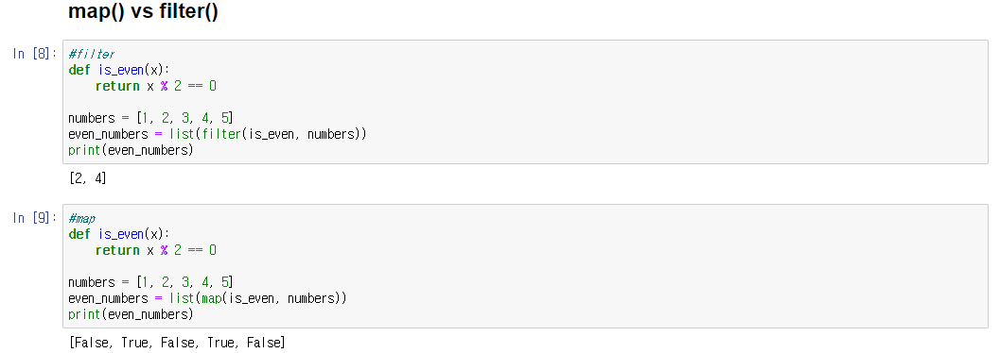 map() vs filter()
In [8]:
#filter
def is_even(x):
    return x % 2 == 0
numbers = [1, 2, 3, 4, 5]
even_numbers = list(filter(is_even, numbers))
print(even_numbers)
[2, 4]
In [9]:
#map
def is_even(x):
    return x % 2 == 0
numbers = [1, 2, 3, 4, 5]
even_numbers = list(map(is_even, numbers))
print(even_numbers)
[False, True, False, True, False]